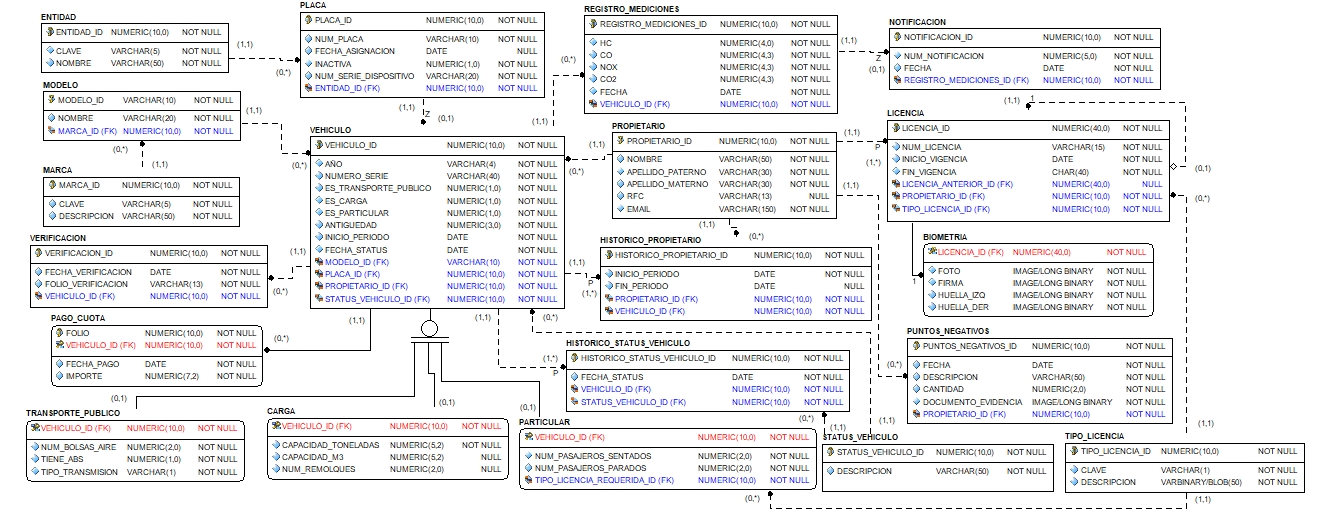 ENTIDAD
ENTIDAD_ID NUMERIC(10,0) NOT NULL
CLAVE VARCHAR(5) NOT NULL
NOMBRE VARCHAR(50) NOT NULL
(1,1)
(0,*)
PLACA
PLACA_ID NUMERIC(10,0) NOT NULL
NUM_PLACA VARCHAR(10) NOT NULL
FECHA_ASIGNACION DATE NULL
INACTIVA NUMERIC(1,0) NOT NULL
NUM_SERIE_DISPOSITIVO VARCHAR(20) NOT NULL
ENTIDAD_ID (FK) NUMERIC(10,0) NOT NULL
(1,1)
Z
(0,1)
REGISTRO_MEDICIONES
REGISTRO_MEDICIONES_ID NUMERIC(10,0) NOT NULL
HC NUMERIC(4,0) NOT NULL
CO NUMERIC(4,3) NOT NULL
NOX NUMERIC(4,3) NOT NULL
CO2 NUMERIC(4,3) NOT NULL
FECHA DATE NOT NULL
VEHICULO_ID (FK) NUMERIC(10,0) NOT NULL
(0,*)
(1,1)
(1,1)
Z
(0,1)
NOTIFICACION
NOTIFICACION_ID NUMERIC(10,0) NOT NULL
NUM_NOTIFICACION NUMERIC(5,0) NOT NULL
FECHA DATE NOT NULL
REGISTRO_MEDICIONES_ID (FK) NUMERIC(10,0) NOT NULL
MODELO
MODELO_ID VARCHAR(10) NOT NULL
NOMBRE VARCHAR(20) NOT NULL
MARCA_ID (FK) NUMERIC(10,0) NOT NULL
(1,1)
(0,*)
(0,*)
(1,1)
MARCA
MARCA_ID NUMERIC(10,0) NOT NULL
CLAVE VARCHAR(5) NOT NULL
DESCRIPCION VARCHAR(50) NOT NULL
VEHICULO
VEHICULO_ID NUMERIC(10,0) NOT NULL
AÑO VARCHAR(4) NOT NULL
NUMERO_SERIE VARCHAR(40) NOT NULL
ES_TRANSPORTE_PUBLICO NUMERIC(1,0) NOT NULL
ES_CARGA NUMERIC(1,0) NOT NULL
ES_PARTICULAR NUMERIC(1,0) NOT NULL
ANTIGUEDAD NUMERIC(3,0) NOT NULL
INICIO_PERIODO DATE NOT NULL
FECHA_STATUS DATE NOT NULL
MODELO_ID (FK) VARCHAR(10) NOT NULL
PLACA_ID (FK) NUMERIC(10,0) NOT NULL
PROPIETARIO_ID (FK) NUMERIC(10,0) NOT NULL
STATUS_VEHICULO_ID (FK) NUMERIC(10,0) NOT NULL
(1,1)
(0,*)
PROPIETARIO
PROPIETARIO_ID NUMERIC(10,0) NOT NULL
NOMBRE VARCHAR(50) NOT NULL
APELLIDO_PATERNO VARCHAR(30) NOT NULL
APELLIDO_MATERNO VARCHAR(30) NOT NULL
RFC VARCHAR(13) NULL
EMAIL VARCHAR(150) NOT NULL
(1,1)
P
(1,*)
(1,1)
(1,1)
(0,*)
LICENCIA
LICENCIA_ID NUMERIC(40,0) NOT NULL
NUM_LICENCIA VARCHAR(15) NOT NULL
INICIO_VIGENCIA DATE NOT NULL
FIN_VIGENCIA CHAR(40) NOT NULL
LICENCIA_ANTERIOR_ID (FK) NUMERIC(40,0) NULL
PROPIETARIO_ID (FK) NUMERIC(10,0) NOT NULL
TIPO_LICENCIA_ID (FK) NUMERIC(10,0) NOT NULL
(1,1)
1
(0,1)
(0,*)
BIOMETRIA
LICENCIA_ID (FK) NUMERIC(40,0) NOT NULL
FOTO IMAGE/LONG BINARY NOT NULL
FIRMA IMAGE/LONG BINARY NOT NULL
HUELLA_IZQ IMAGE/LONG BINARY NOT NULL
HUELLA_DER IMAGE/LONG BINARY NOT NULL
1
VERIFICACION
VERIFICACION_ID NUMERIC(10,0) NOT NULL
FECHA_VERIFICACION DATE NOT NULL
FOLIO_VERIFICACION VARCHAR(13) NOT NULL
VEHICULO_ID (FK) NUMERIC(10,0) NOT NULL
(1,1)
(0,*)
HISTORICO_PROPIETARIO
HISTORICO_PROPIETARIO_ID NUMERIC(10,0) NOT NULL
INICIO_PERIODO DATE NOT NULL
FIN_PERIODO DATE NULL
PROPIETARIO_ID (FK) NUMERIC(10,0) NOT NULL
VEHICULO_ID (FK) NUMERIC(10,0) NOT NULL
(1,1)
P
(1,*)
PAGO_CUOTA
FOLIO NUMERIC(10,0) NOT NULL
VEHICULO_ID (FK) NUMERIC(10,0) NOT NULL
FECHA_PAGO DATE NOT NULL
IMPORTE NUMERIC(7,2) NOT NULL
(1,1)
(0,*)
(1,1)
(0,*)
HISTORICO_STATUS_VEHICULO
HISTORICO_STATUS_VEHICULO_ID NUMERIC(10,0) NOT NULL
FECHA_STATUS DATE NOT NULL
VEHICULO_ID (FK) NUMERIC(10,0) NOT NULL
STATUS_VEHICULO_ID (FK) NUMERIC(10,0) NOT NULL
(1,*)
P
(0,*)
(1,1)
(1,1)
PUNTOS_NEGATIVOS
PUNTOS_NEGATIVOS_ID NUMERIC(10,0) NOT NULL
FECHA DATE NOT NULL
DESCRIPCION VARCHAR(50) NOT NULL
CANTIDAD NUMERIC(2,0) NOT NULL
DOCUMENTO_EVIDENCIA IMAGE/LONG BINARY NOT NULL
PROPIETARIO_ID (FK) NUMERIC(10,0) NOT NULL
(0,*)
(0,1)
TRANSPORTE_PUBLICO
VEHICULO_ID (FK) NUMERIC(10,0) NOT NULL
NUM_BOLSAS_AIRE NUMERIC(2,0) NOT NULL
TIENE_ABS NUMERIC(1,0) NOT NULL
TIPO_TRANSMISION VARCHAR(1) NOT NULL
(0,1)
CARGA
VEHICULO_ID (FK) NUMERIC(10,0) NOT NULL
CAPACIDAD_TONELADAS NUMERIC(5,2) NOT NULL
CAPACIDAD_M3 NUMERIC(5,2) NULL
NUM_REMOLQUES NUMERIC(2,0) NULL
(0,1)
PARTICULAR
VEHICULO_ID (FK) NUMERIC(10,0) NOT NULL
NUM_PASAJEROS_SENTADOS NUMERIC(2,0) NOT NULL
NUM_PASAJEROS_PARADOS NUMERIC(2,0) NOT NULL
TIPO_LICENCIA_REQUERIDA_ID (FK) NUMERIC(10,0) NOT NULL
(0,*)
STATUS_VEHICULO
STATUS_VEHICULO_ID NUMERIC(10,0) NOT NULL
DESCRIPCION VARCHAR(50) NOT NULL
(1,1)
TIPO_LICENCIA
TIPO_LICENCIA_ID NUMERIC(10,0) NOT NULL
CLAVE VARCHAR(1) NOT NULL
DESCRIPCION VARBINARY/BLOB(50) NOT NULL
(1,1)